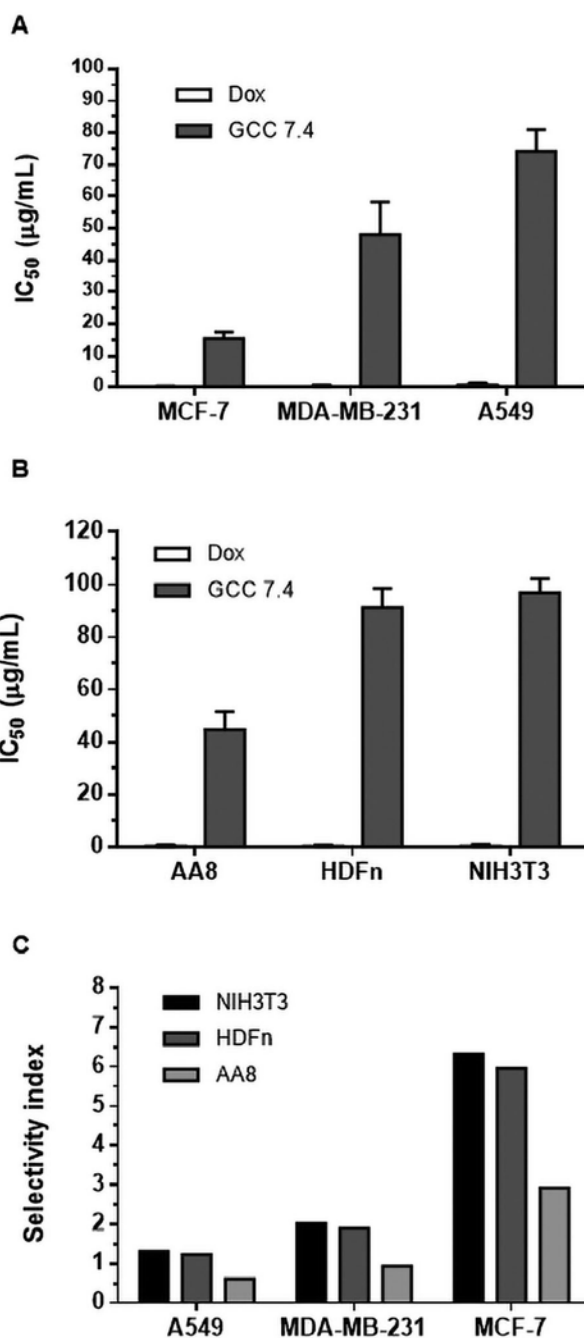 A
IC50 (µg/mL)
100
90
80
70
60
50
40
30
20
10
0
Dox
GCC 7.4
MCF-7 MDA-MB-231 A549
B
IC50 (µg/mL)
120
100
80
60
40
20
0
Dox
GCC 7.4
AA8 HDFn NIH3T3
C
Selectivity index
8
7
6
5
4
3
2
1
0
NIH3T3
HDFn
AA8
A549 MDA-MB-231 MCF-7